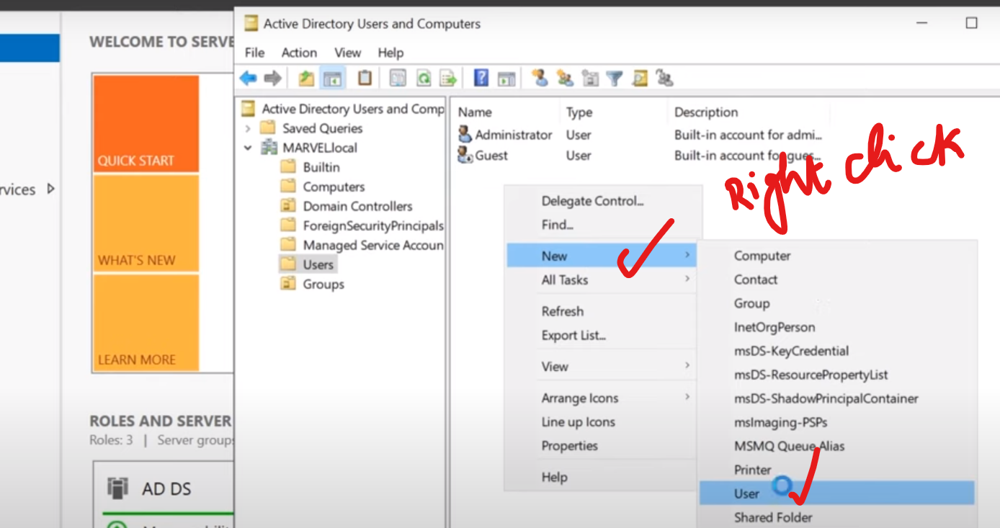 WELCOME TO SERVE
QUICK START
WHAT'S NEW
LEARN MORE
rvices
ROLES AND SERVER
Roles: 3 | Server group
AD DS
Active Directory Users and Computers
File Action View Help
Active Directory Users and Comp
Saved Queries
MARVEL.local
Builtin
Computers
Domain Controllers
ForeignSecurityPrincipals
Managed Service Accoun
Users
Groups
Name Type Description
Administrator User Built-in account for admi...
Guest User Built-in account for gues...
Right click
Delegate Control...
Find...
New
All Tasks
Refresh
Export List...
View
Arrange Icons
Line up Icons
Properties
Help
Computer
Contact
Group
InetOrgPerson
msDS-KeyCredential
msDS-ResourcePropertyList
msDS-ShadowPrincipalContainer
msImaging-PSPs
MSMQ Queue Alias
Printer
User
Shared Folder